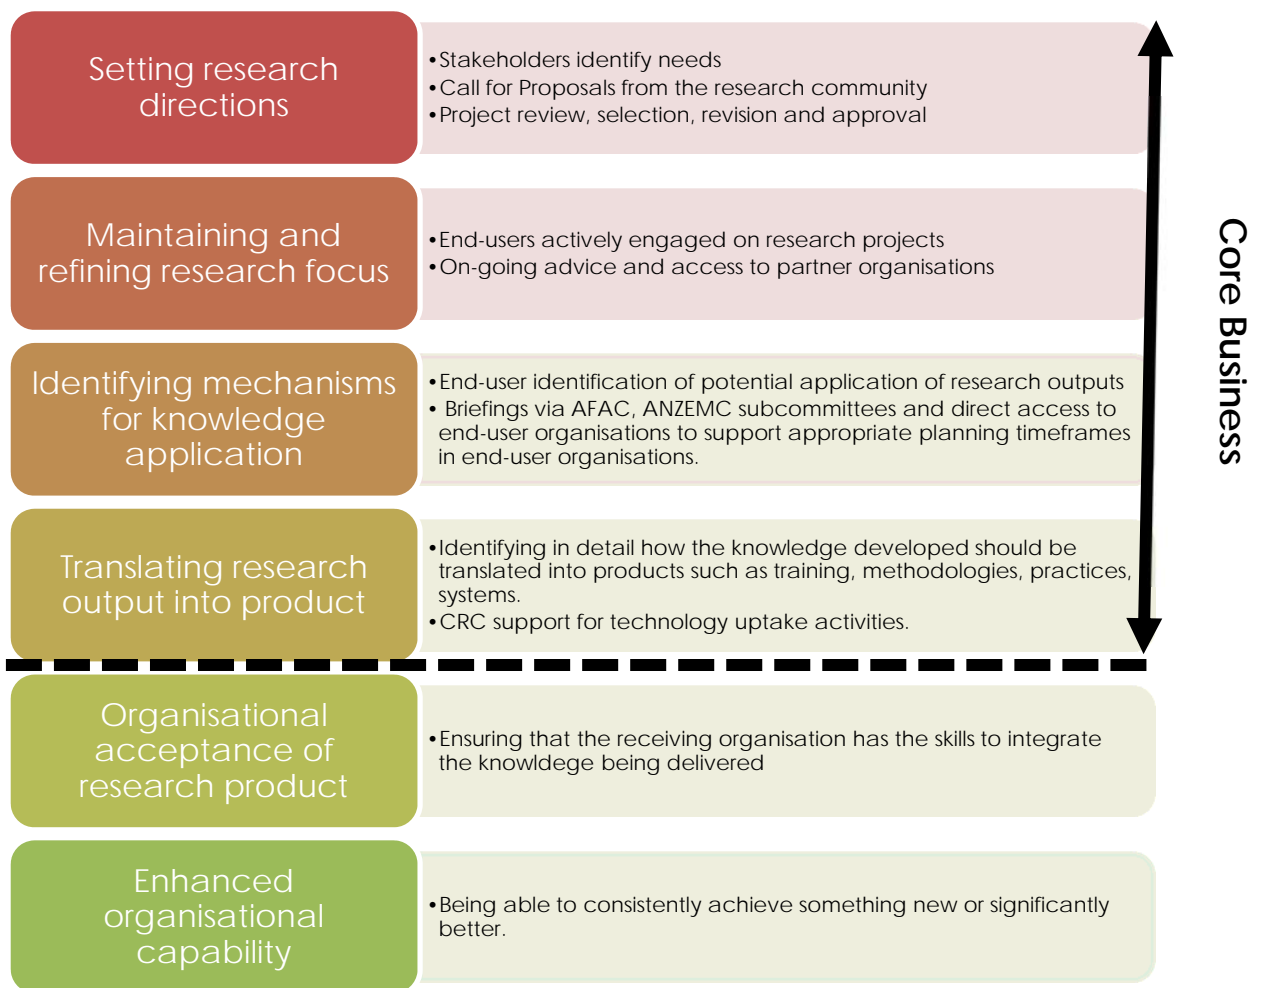 Setting research
directions
•Stakeholders identify needs
•Call for Proposals from the research community
•Project review, selection, revision and approval
Maintaining and
refining research focus
•End-users actively engaged on research projects
•On-going advice and access to partner organisations
Identifying mechanisms
for knowledge
application
•End-user identification of potential application of research outputs
• Briefings via AFAC, ANZEMC subcommittees and direct access to
end-user organisations to support appropriate planning timeframes
in end-user organisations.
Translating research
output into product
•Identifying in detail how the knowledge developed should be
translated into products such as training, methodologies, practices,
systems.
•CRC support for technology uptake activities.
Organisational
acceptance of
research product
•Ensuring that the receiving organisation has the skills to integrate
the knowldege being delivered
Enhanced
organisational
capability
•Being able to consistently achieve something new or significantly
better.
Core Business